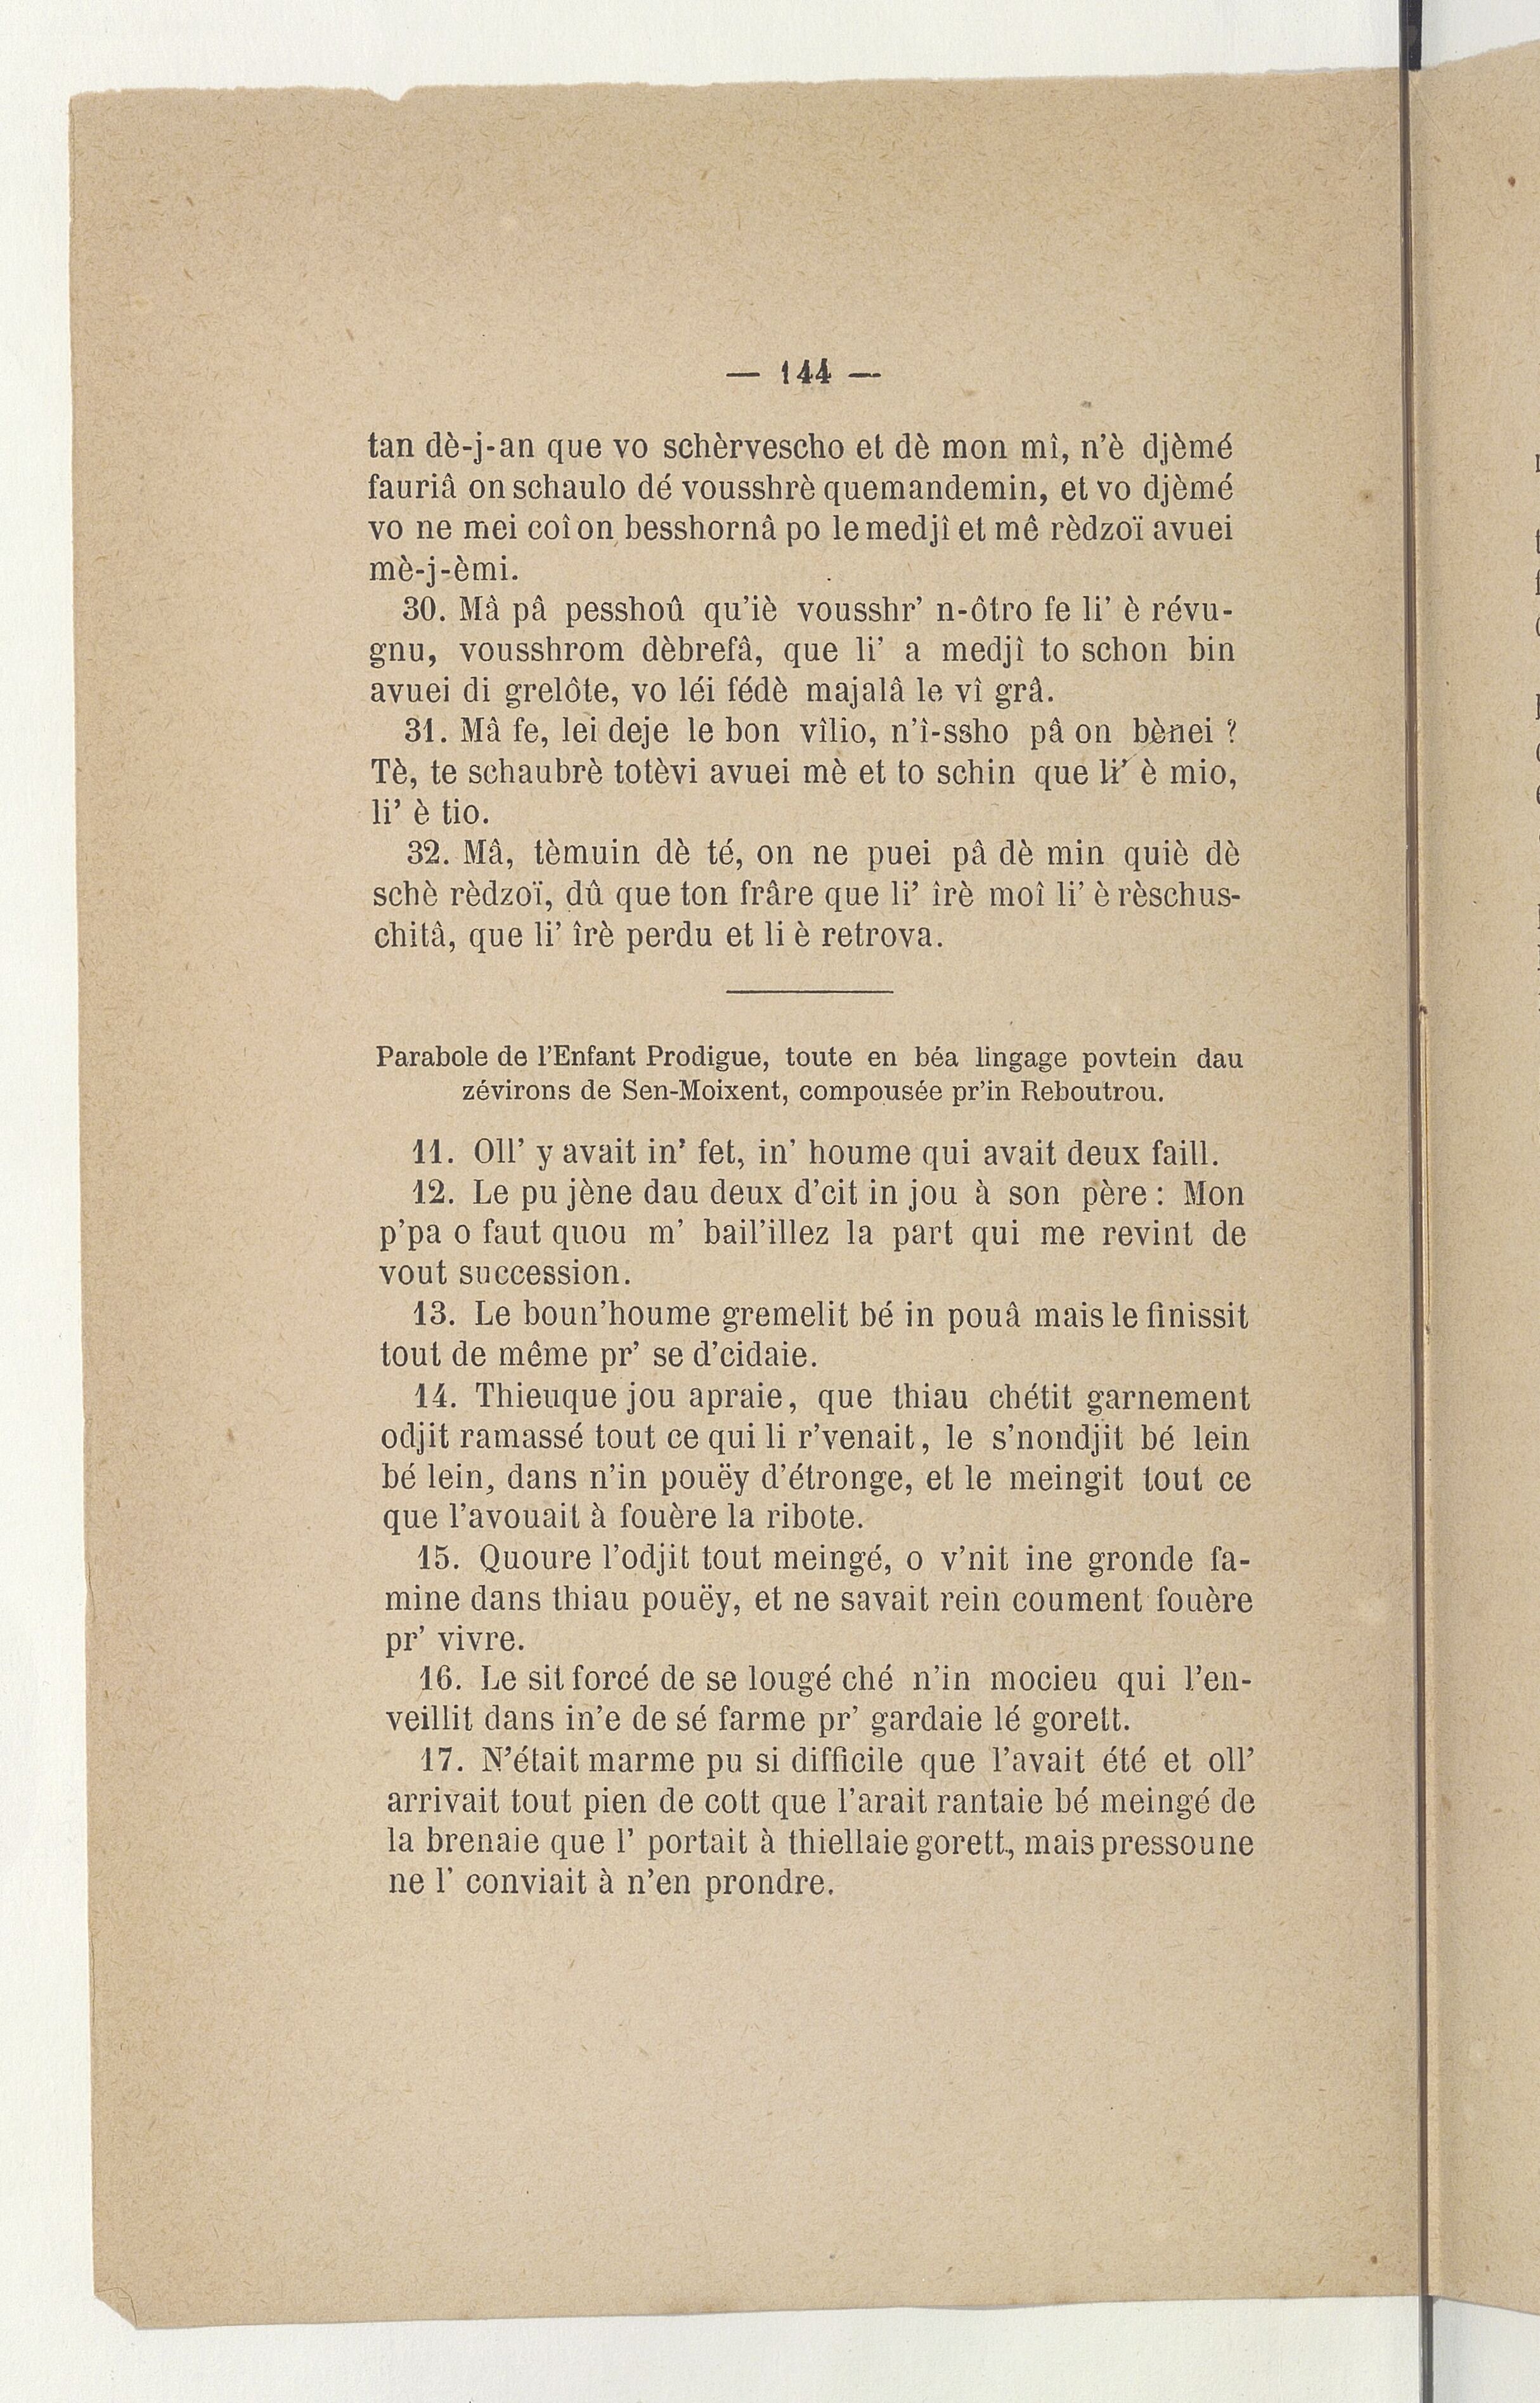 — 144 —
tan dè-j-an que vo schèrvescho et dè mon mî, n'è djèmé
fauriâ on schaulo dé vousshrè quemandemin, et vo djèmé
vo ne mei coî on besshornâ po le medjî et mê rèdzoï avuei
mè-j-èmi.
30. Mâ pâ pesshoû qu'iè vousshr' n-ôtro fe li' è révu-
gnu, vousshrom dèbrefâ, que li' a medjî to schon bin
avuei di grelôte, vo léi fédè majalâ le vî grâ.
31. Mâ fe, lei deje le bon vîlio, n'î-ssho pâ on bènei ?
Tè, te schaubrè totèvi avuei mè et to schin que li' è mio,
li' è tio.
32. Mâ, tèmuin dè té, on ne puei pâ dè min quiè dè
schè rèdzoï, dû que ton frâre que li' îrè moî li' è rèschus-
chitâ, que li' îrè perdu et li è retrova.
Parabole de l'Enfant Prodigue, toute en béa lingage povtein dau
zévirons de Sen-Moixent, compousée pr'in Reboutrou.
11. Oll' y avait in' fet, in' houme qui avait deux faill.
12. Le pu jène dau deux d'cit in jou à son père : Mon
p'pa o faut quou m' bail'illez la part qui me revint de
vout succession.
13. Le boun'houme gremelit bé in pouâ mais le finissit
tout de même pr' se d'cidaie.
14. Thieuque jou apraie, que thiau chétit garnement
odjit ramassé tout ce qui li r'venait, le s'nondjit bé lein
bé lein, dans n'in pouëy d'étronge, et le meingit tout ce
que l'avouait à fouère la ribote.
15. Quoure l'odjit tout meingé, o v'nit ine gronde fa-
mine dans thiau pouëy, et ne savait rein coument fouère
pr' vivre.
16. Le sit forcé de se lougé ché n'in mocieu qui l'en-
veillit dans in'e de sé farme pr' gardaie lé gorett.
17. N'était marme pu si difficile que l'avait été et oll'
arrivait tout pien de cott que l'arait rantaie bé meingé de
la brenaie que l' portait à thiellaie gorett, mais pressoune
ne l' conviait à n'en prondre.